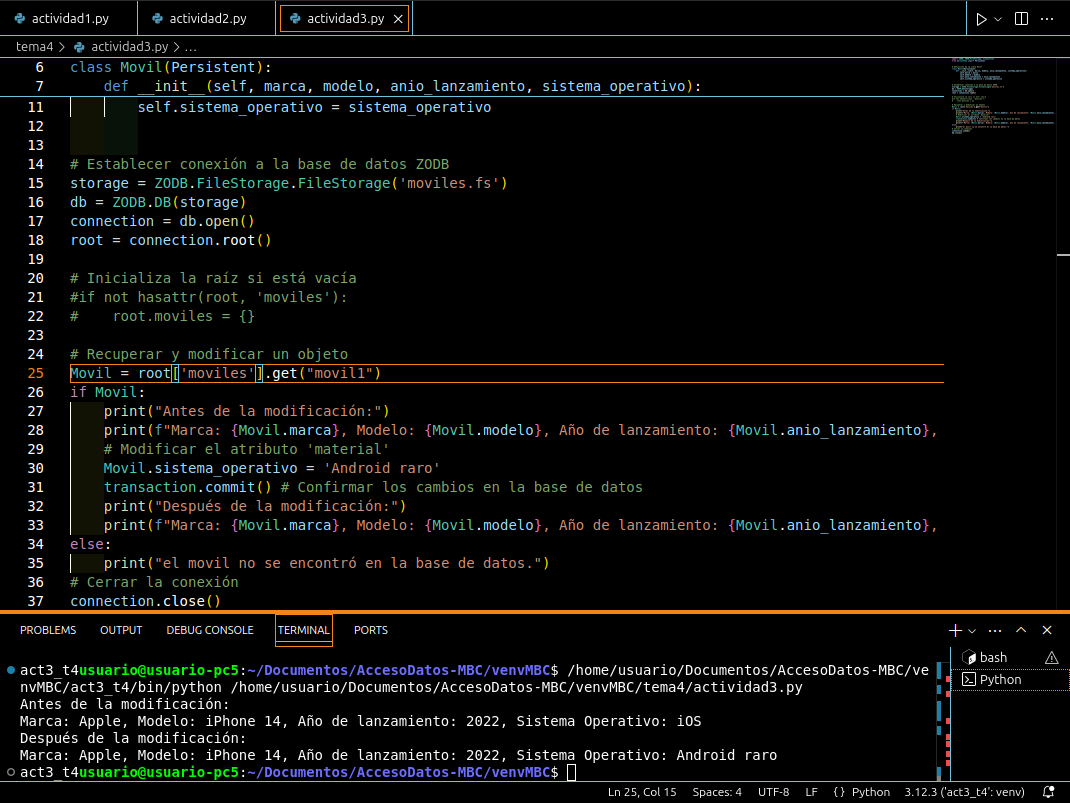 actividad1.py actividad2.py actividad3.py
tema4 > actividad3.py > ...
6 class Movil(Persistent):
7     def __init__(self, marca, modelo, anio_lanzamiento, sistema_operativo):
11         self.sistema_operativo = sistema_operativo
12
13
14 # Establecer conexión a la base de datos ZODB
15 storage = ZODB.FileStorage.FileStorage('moviles.fs')
16 db = ZODB.DB(storage)
17 connection = db.open()
18 root = connection.root()
19
20 # Inicializa la raíz si está vacía
21 #if not hasattr(root, 'moviles'):
22 #    root.moviles = {}
23
24 # Recuperar y modificar un objeto
25 Movil = root['moviles'].get("movil1")
26 if Movil:
27     print("Antes de la modificación:")
28     print(f"Marca: {Movil.marca}, Modelo: {Movil.modelo}, Año de lanzamiento: {Movil.anio_lanzamiento},
29     # Modificar el atributo 'material'
30     Movil.sistema_operativo = 'Android raro'
31     transaction.commit() # Confirmar los cambios en la base de datos
32     print("Después de la modificación:")
33     print(f"Marca: {Movil.marca}, Modelo: {Movil.modelo}, Año de lanzamiento: {Movil.anio_lanzamiento},
34 else:
35     print("el movil no se encontró en la base de datos.")
36 # Cerrar la conexión
37 connection.close()
PROBLEMS OUTPUT DEBUG CONSOLE TERMINAL PORTS
bash
Python
act3_t4usuario@usuario-pc5:~/Documentos/AccesoDatos-MBC/venvMBC$ /home/usuario/Documentos/AccesoDatos-MBC/ve
nvMBC/act3_t4/bin/python /home/usuario/Documentos/AccesoDatos-MBC/venvMBC/tema4/actividad3.py
Antes de la modificación:
Marca: Apple, Modelo: iPhone 14, Año de lanzamiento: 2022, Sistema Operativo: iOS
Después de la modificación:
Marca: Apple, Modelo: iPhone 14, Año de lanzamiento: 2022, Sistema Operativo: Android raro
act3_t4usuario@usuario-pc5:~/Documentos/AccesoDatos-MBC/venvMBC$
Ln 25, Col 15 Spaces: 4 UTF-8 LF {} Python 3.12.3 ('act3_t4': venv)